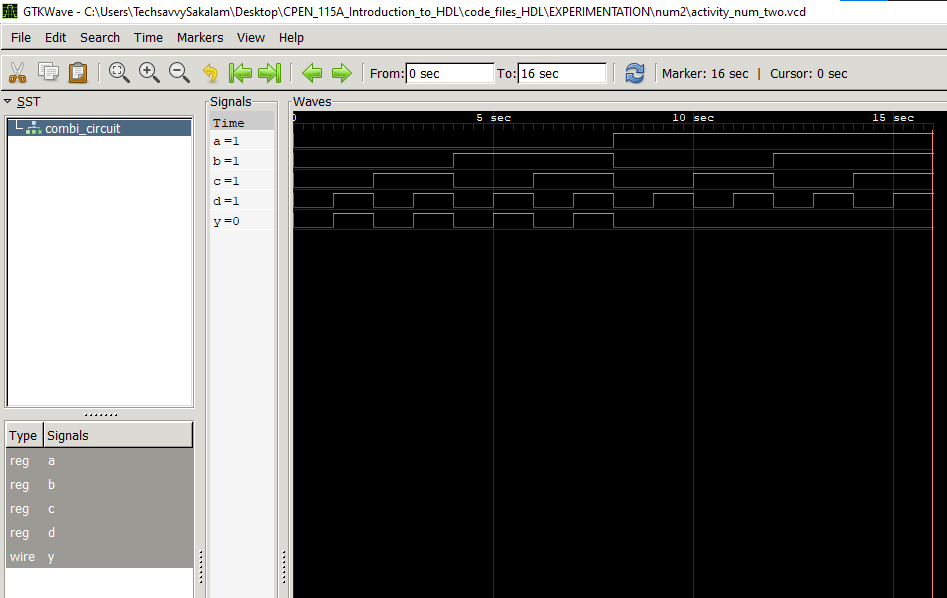 GTKWave - C:\Users\TechsavvySakalam\Desktop\CPEN_115A_Introduction_to_HDL\code_files_HDL\EXPERIMENTATION\num2\activity_num_two.vcd
File Edit Search Time Markers View Help
From: 0 sec To: 16 sec Marker: 16 sec | Cursor: 0 sec
SST
combi_circuit
Type Signals
reg a
reg b
reg c
reg d
wire y
Signals
Time
a=1
b=1
c=1
d=1
y=0
Waves
0 5 sec 10 sec 15 sec